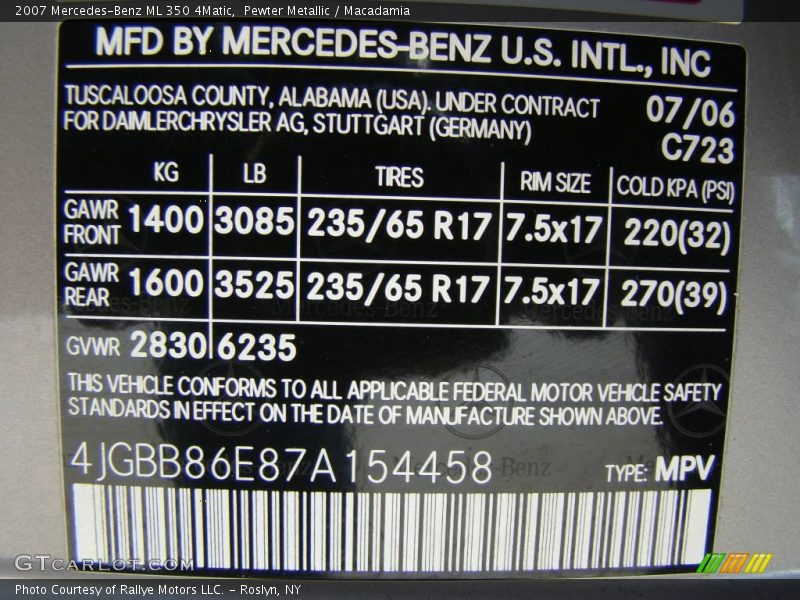 2007 Mercedes-Benz ML 350 4Matic, Pewter Metallic / Macadamia
MFD BY MERCEDES-BENZ U.S. INTL., INC
TUSCALOOSA COUNTY, ALABAMA (USA). UNDER CONTRACT 07/06
FOR DAIMLERCHRYSLER AG, STUTTGART (GERMANY) C723
KG LB TIRES RIM SIZE COLD KPA (PSI)
GAWR FRONT 1400 3085 235/65 R17 7.5x17 220(32)
GAWR REAR 1600 3525 235/65 R17 7.5x17 270(39)
GVWR 2830 6235
THIS VEHICLE CONFORMS TO ALL APPLICABLE FEDERAL MOTOR VEHICLE SAFETY
STANDARDS IN EFFECT ON THE DATE OF MANUFACTURE SHOWN ABOVE.
4JGBB86E87A154458 TYPE: MPV
GTCARLOT.COM
Photo Courtesy of Rallye Motors LLC. - Roslyn, NY